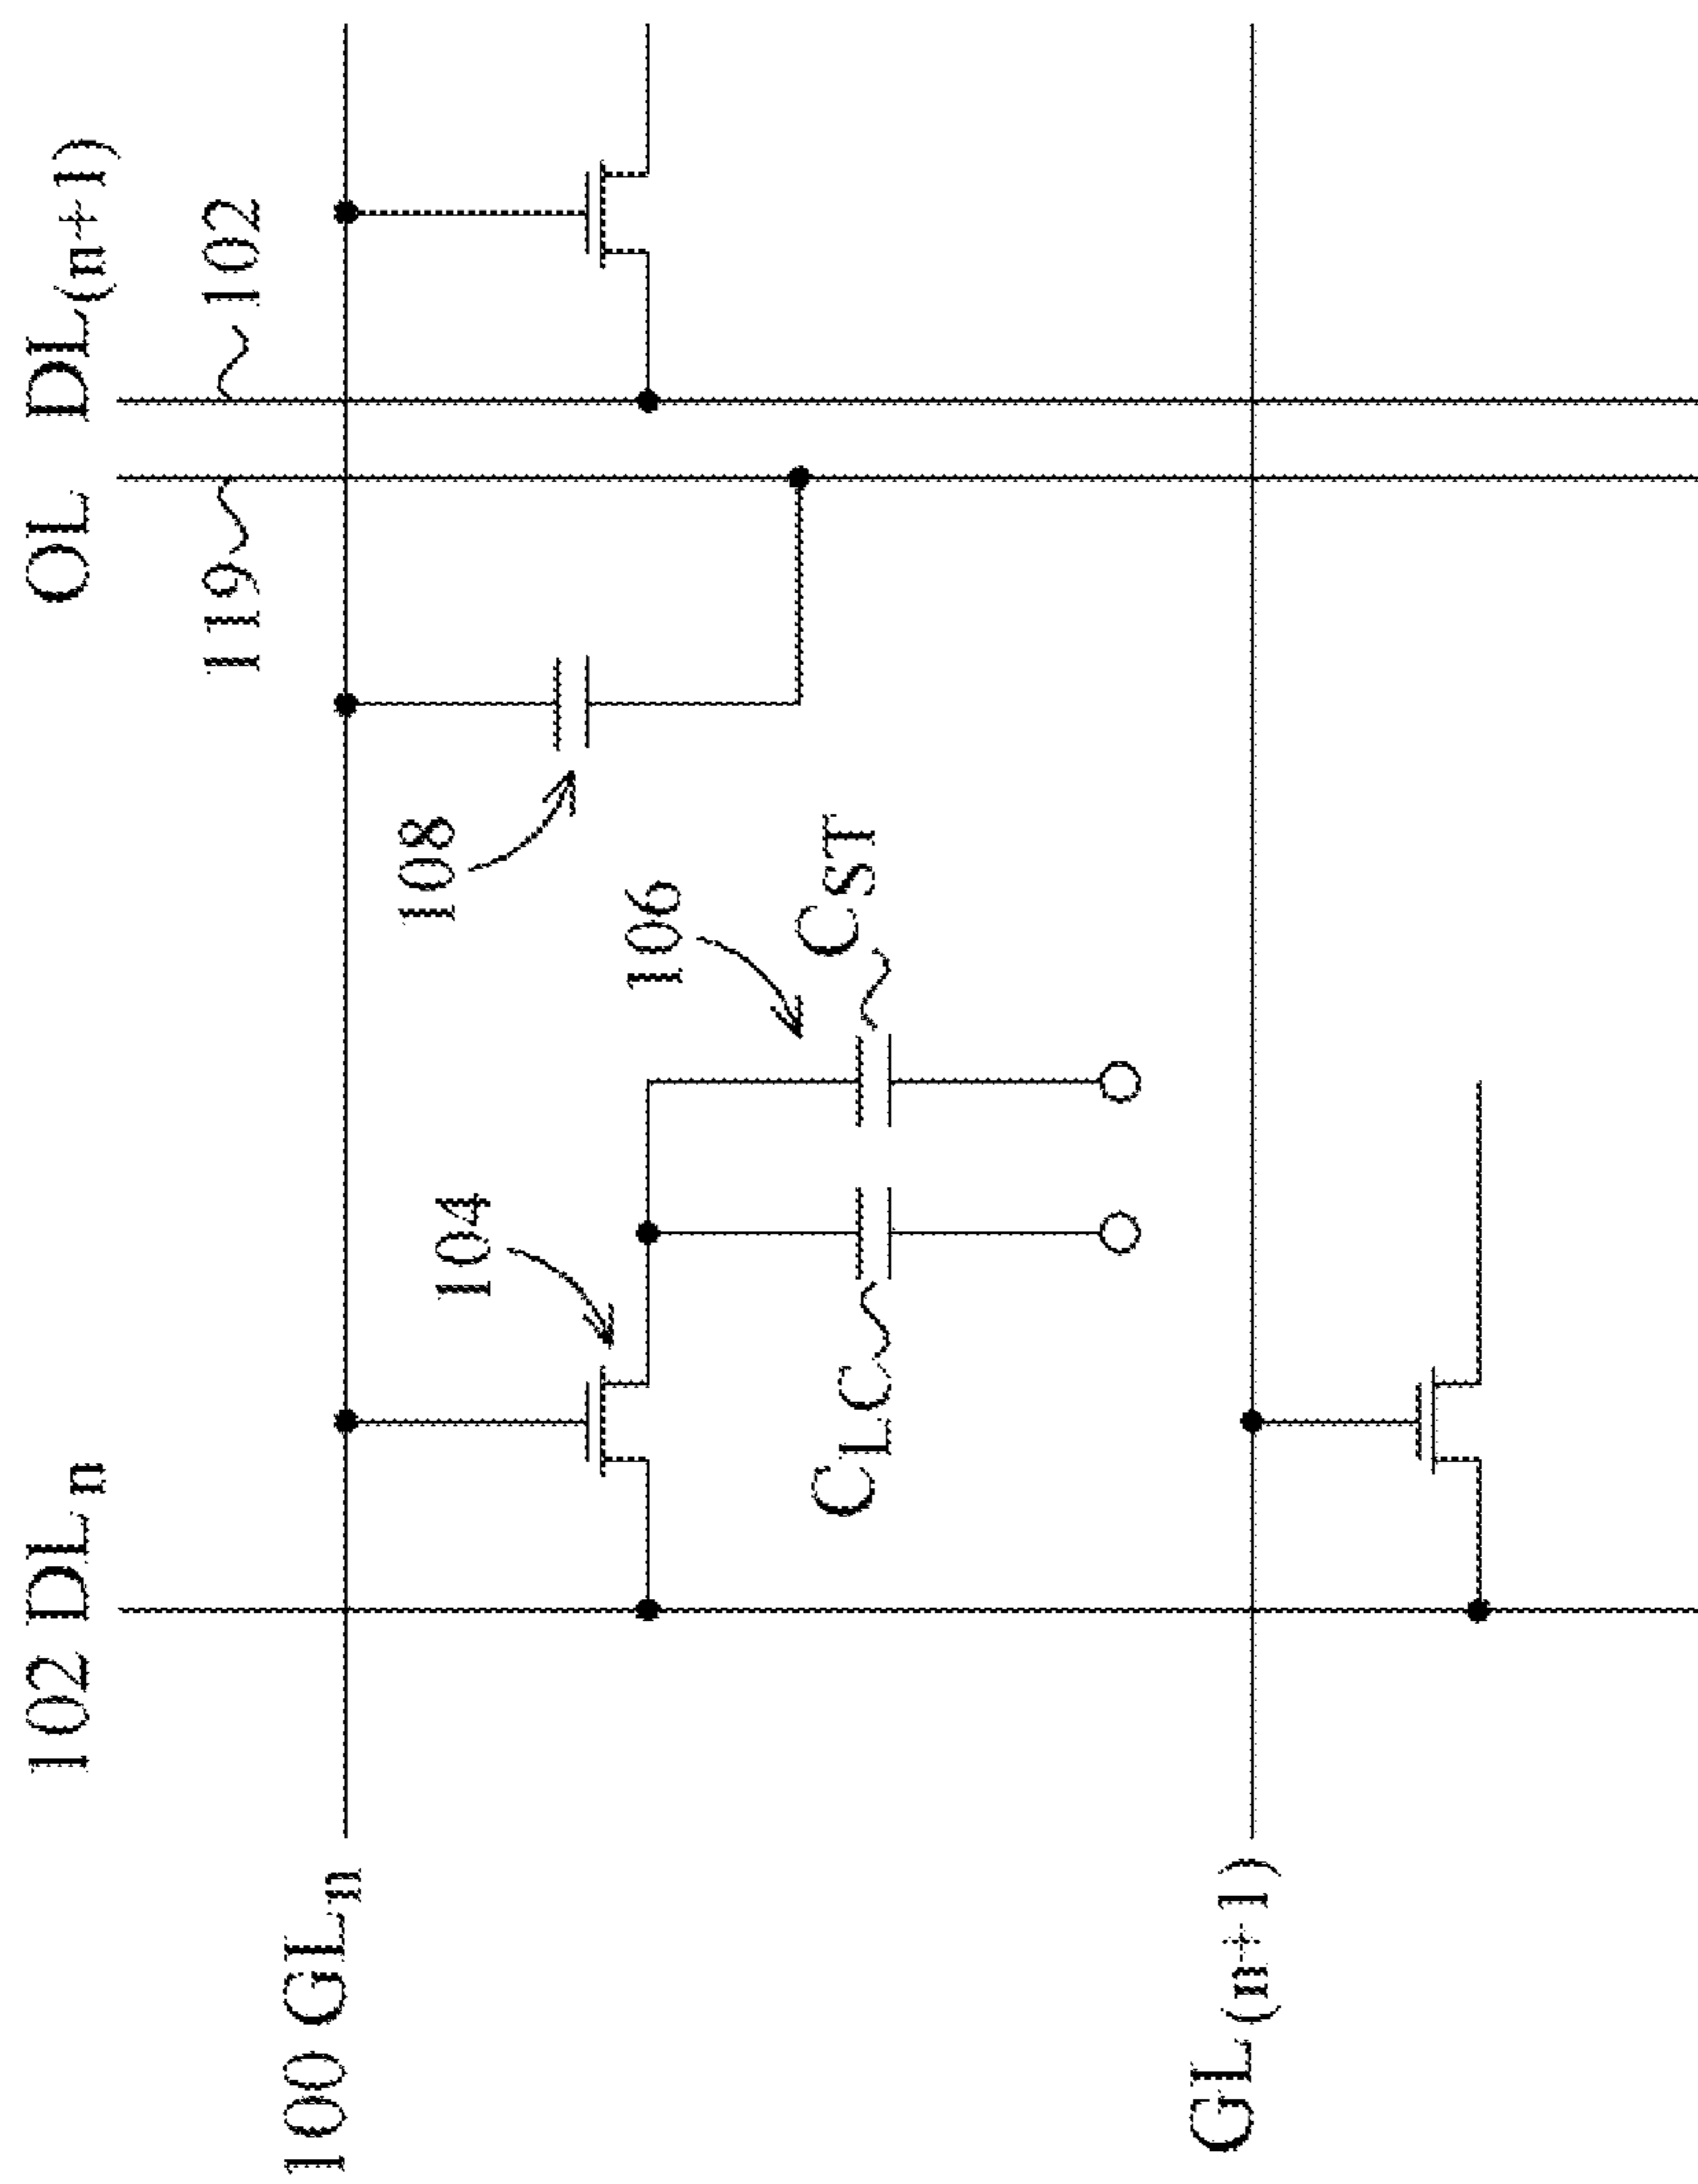 102 DLn
OL
DL(n+1)
119
102
100 GLn
108
104
106
CLC
CST
GL(n+1)